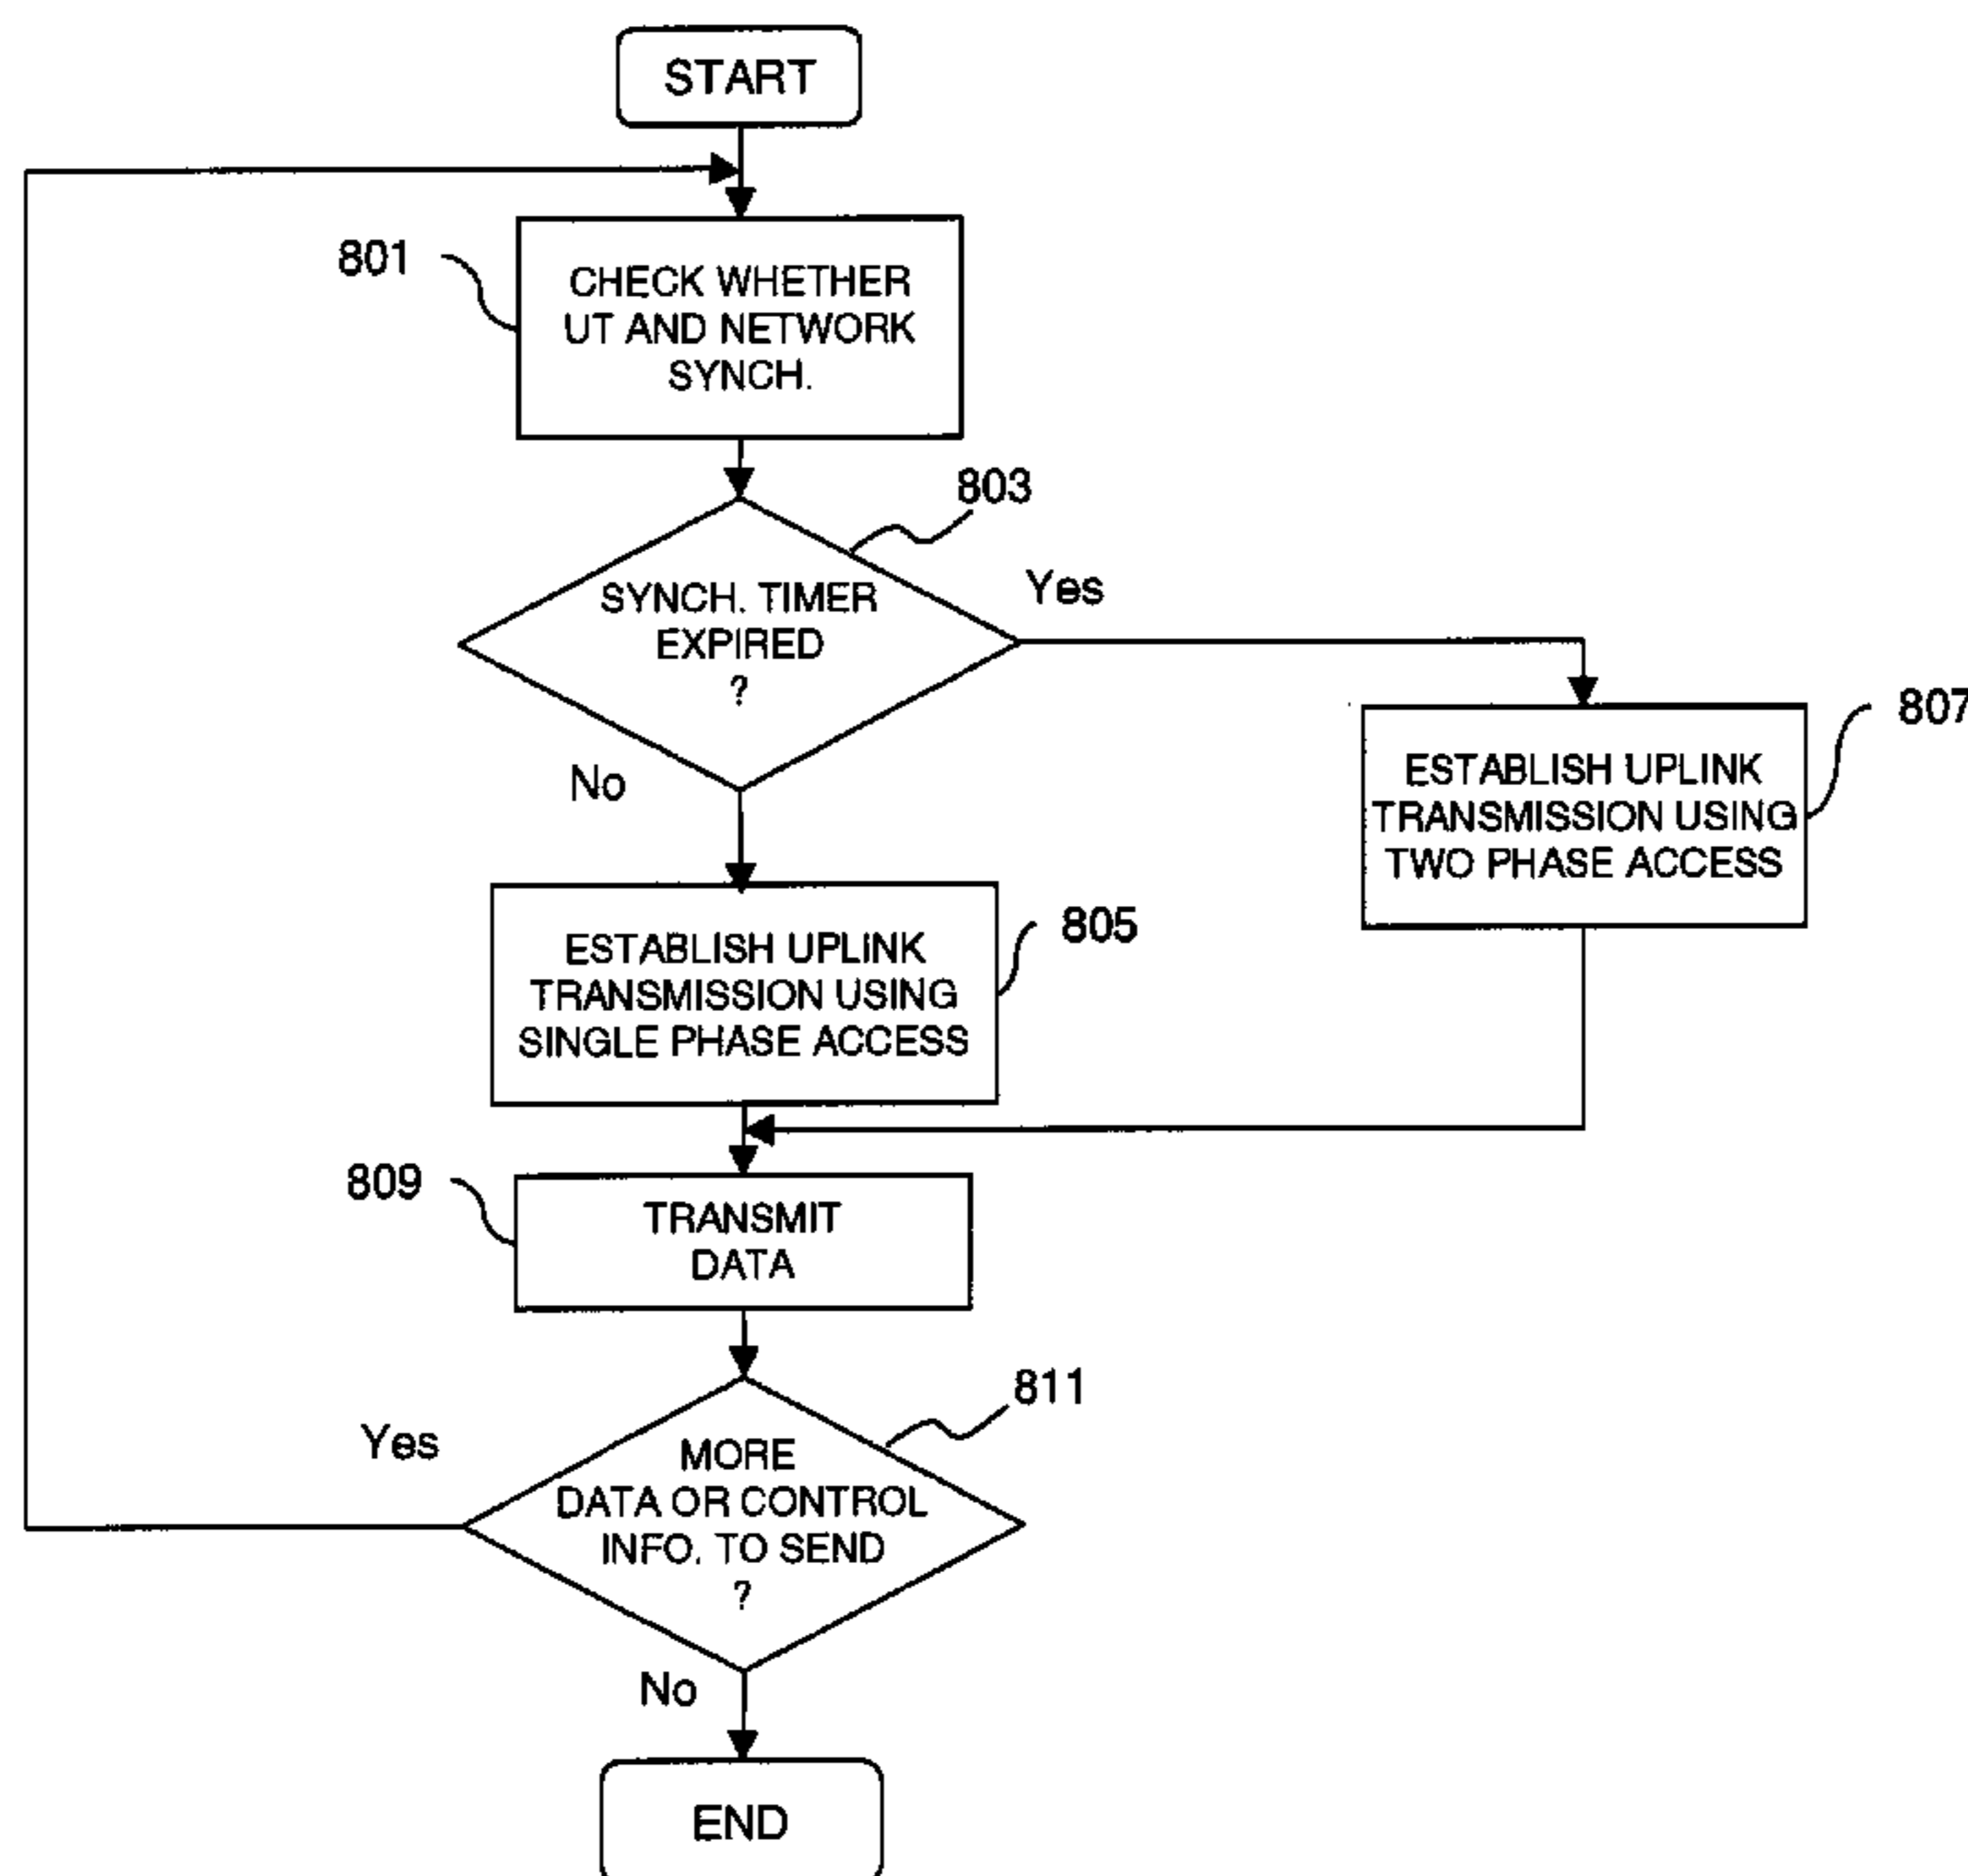 START
801
CHECK WHETHER
UT AND NETWORK
SYNCH.
803
SYNCH. TIMER
EXPIRED
?
Yes
No
807
ESTABLISH UPLINK
TRANSMISSION USING
TWO PHASE ACCESS
805
ESTABLISH UPLINK
TRANSMISSION USING
SINGLE PHASE ACCESS
809
TRANSMIT
DATA
811
MORE
DATA OR CONTROL
INFO. TO SEND
?
Yes
No
END